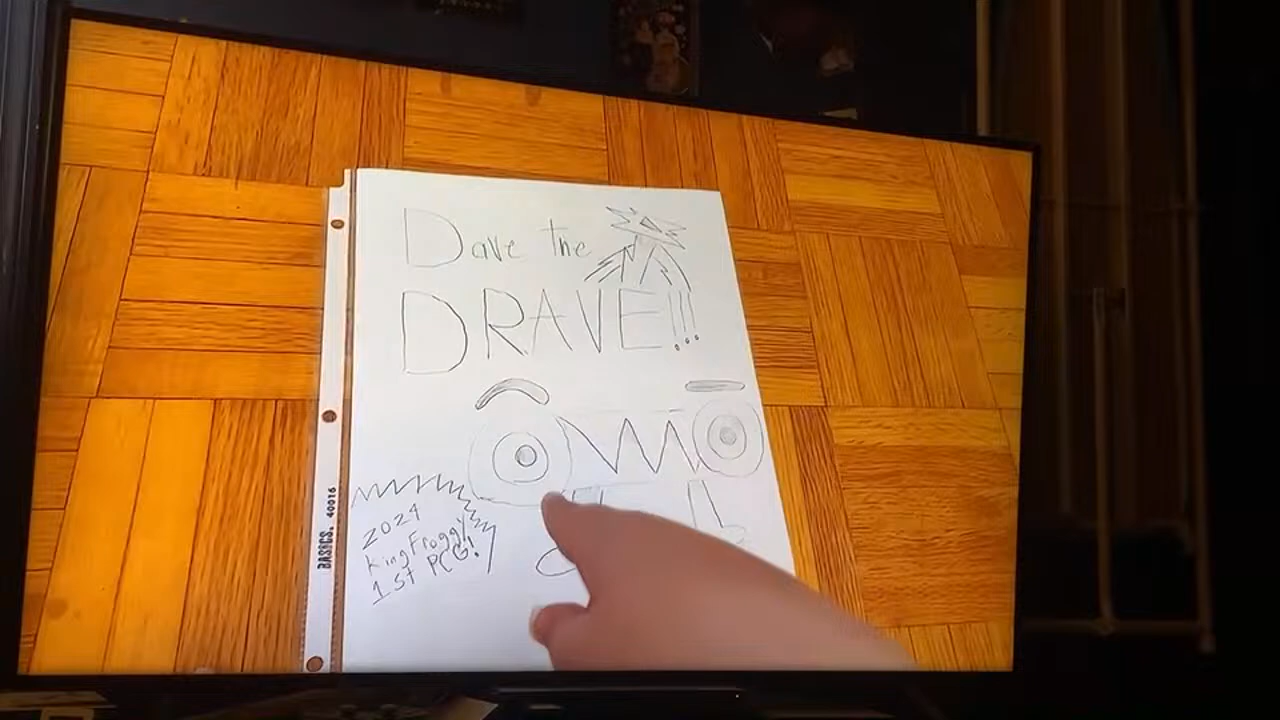 Dave the
DRAVE!!!
2024
KingFroggy!
1st PCG!
BASICS. 40016